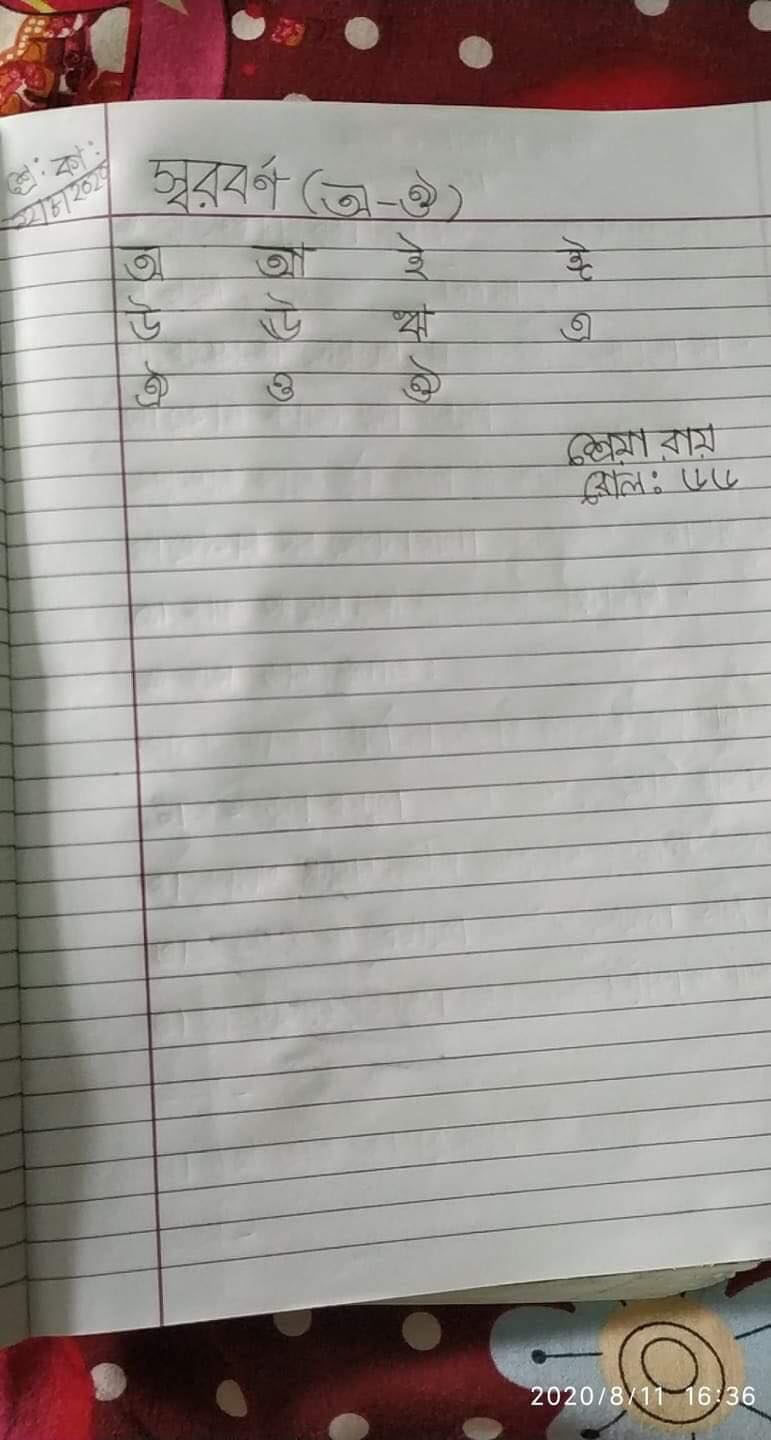 শ্রে: কা:
১১/৮/২০২০
স্বরবর্ণ (অ-ঔ)
অ আ ই ঈ
উ ঊ ঋ এ
ঐ ও ঔ
শ্রেয়া রায়
রোল: ৬৬
2020/8/11 16:36